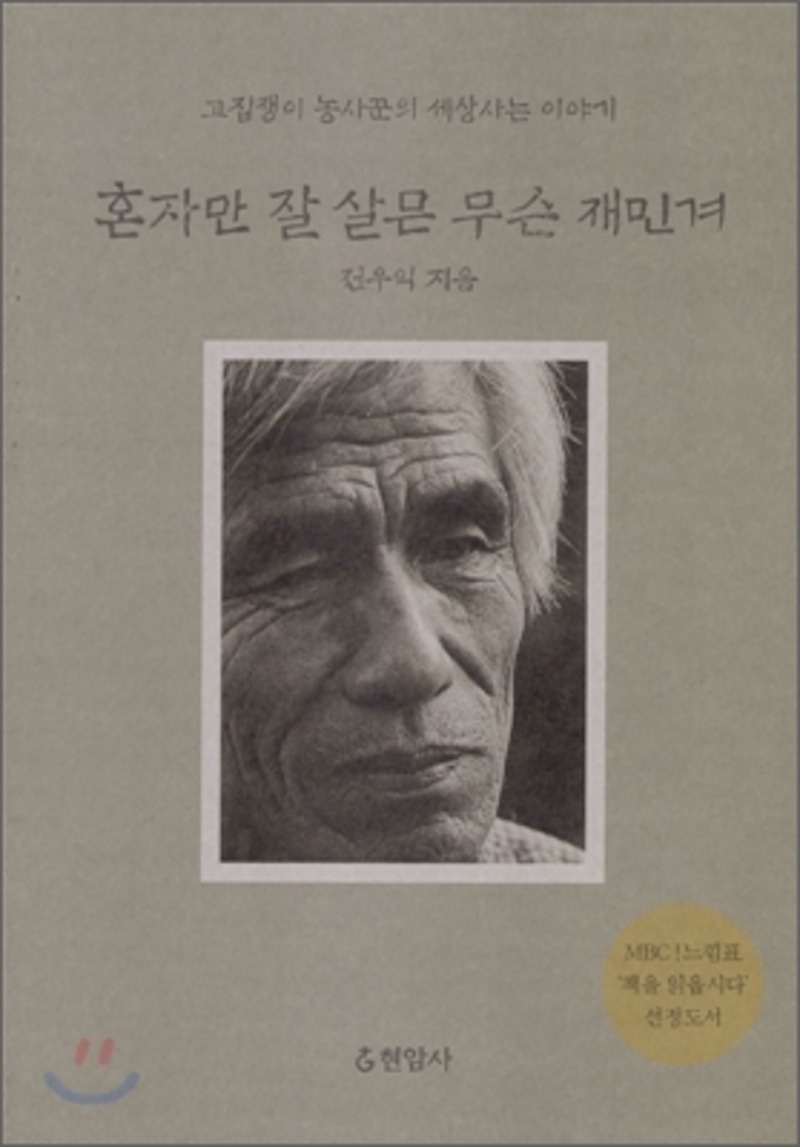 고집쟁이 농사꾼의 세상사는 이야기
혼자만 잘 살믄 무슨 재민겨
전우익 지음
MBC !느낌표
'책을 읽읍시다'
선정도서
현암사